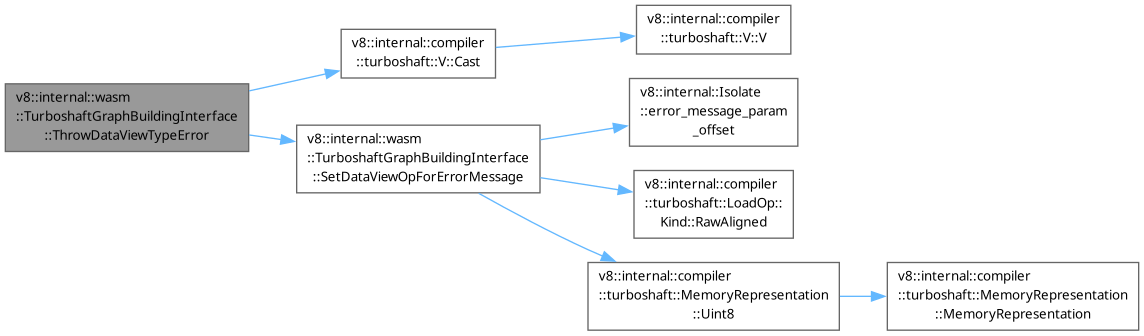 v8::internal::wasm
::TurboshaftGraphBuildingInterface
::ThrowDataViewTypeError
v8::internal::compiler
::turboshaft::V::Cast
v8::internal::compiler
::turboshaft::V::V
v8::internal::wasm
::TurboshaftGraphBuildingInterface
::SetDataViewOpForErrorMessage
v8::internal::Isolate
::error_message_param
_offset
v8::internal::compiler
::turboshaft::LoadOp::
Kind::RawAligned
v8::internal::compiler
::turboshaft::MemoryRepresentation
::Uint8
v8::internal::compiler
::turboshaft::MemoryRepresentation
::MemoryRepresentation